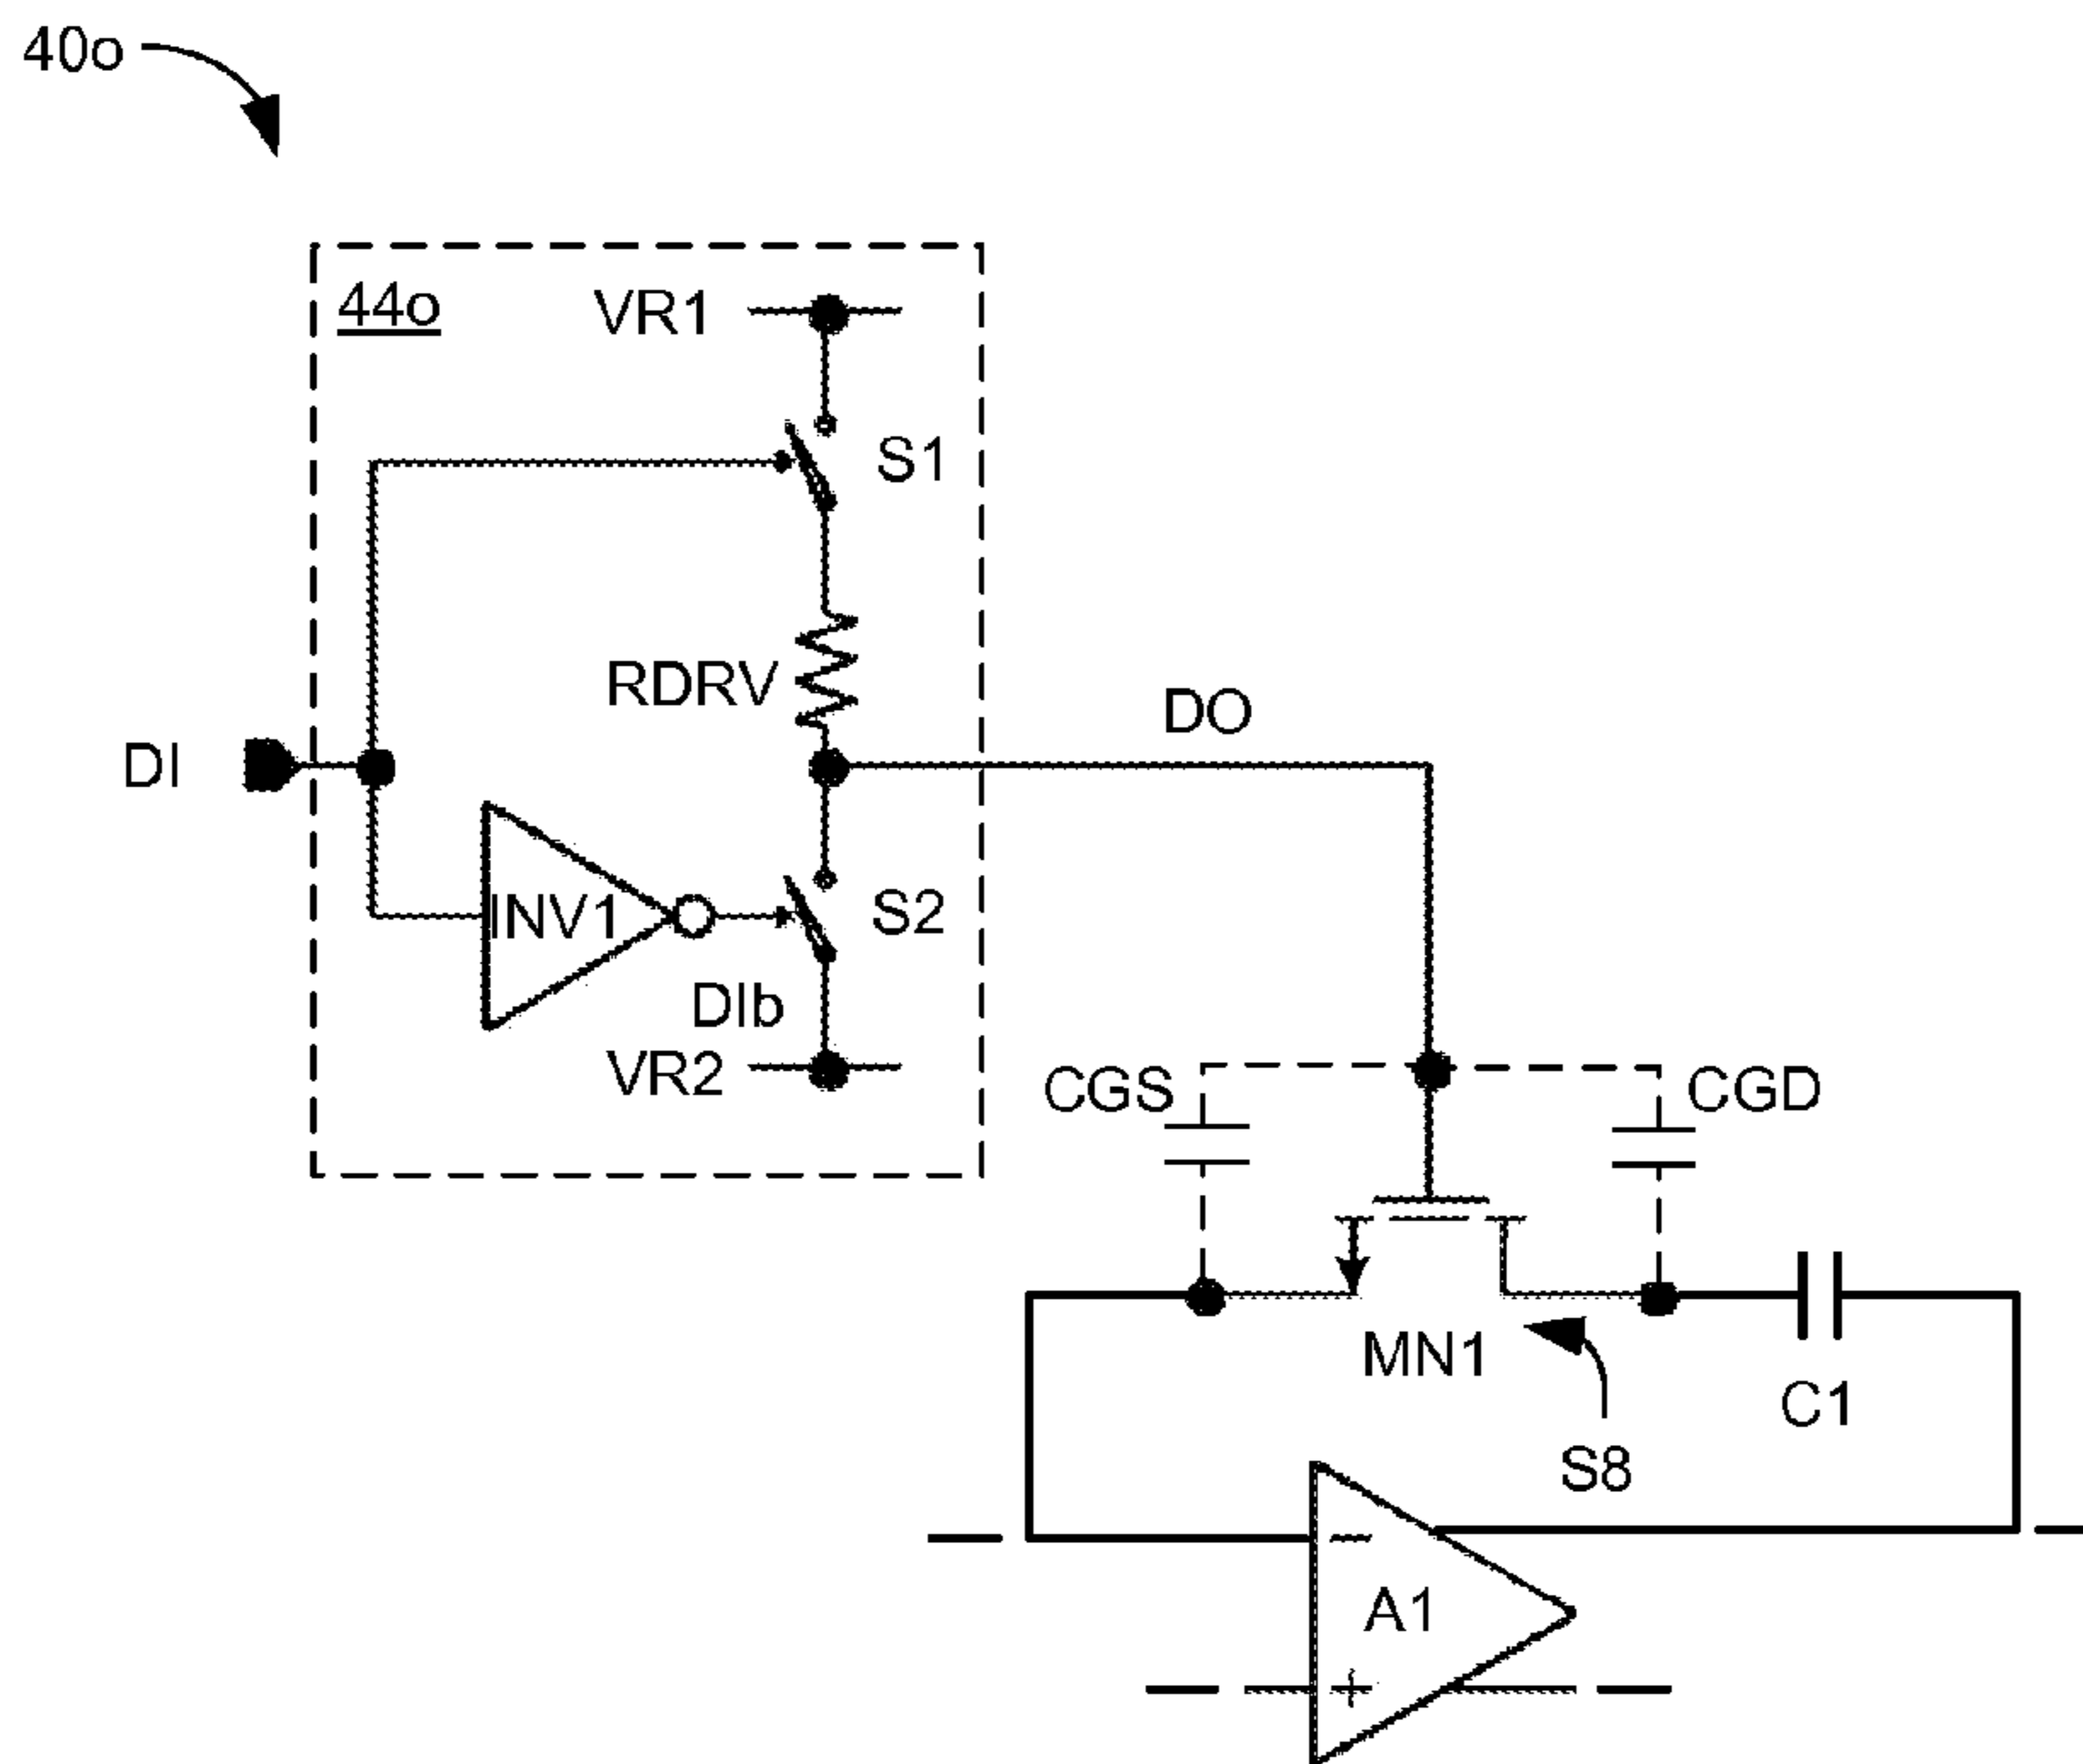 40o
44o
VR1
S1
RDRV
DO
DI
INV1
S2
DIb
VR2
CGS
CGD
MN1
C1
S8
−
A1
+